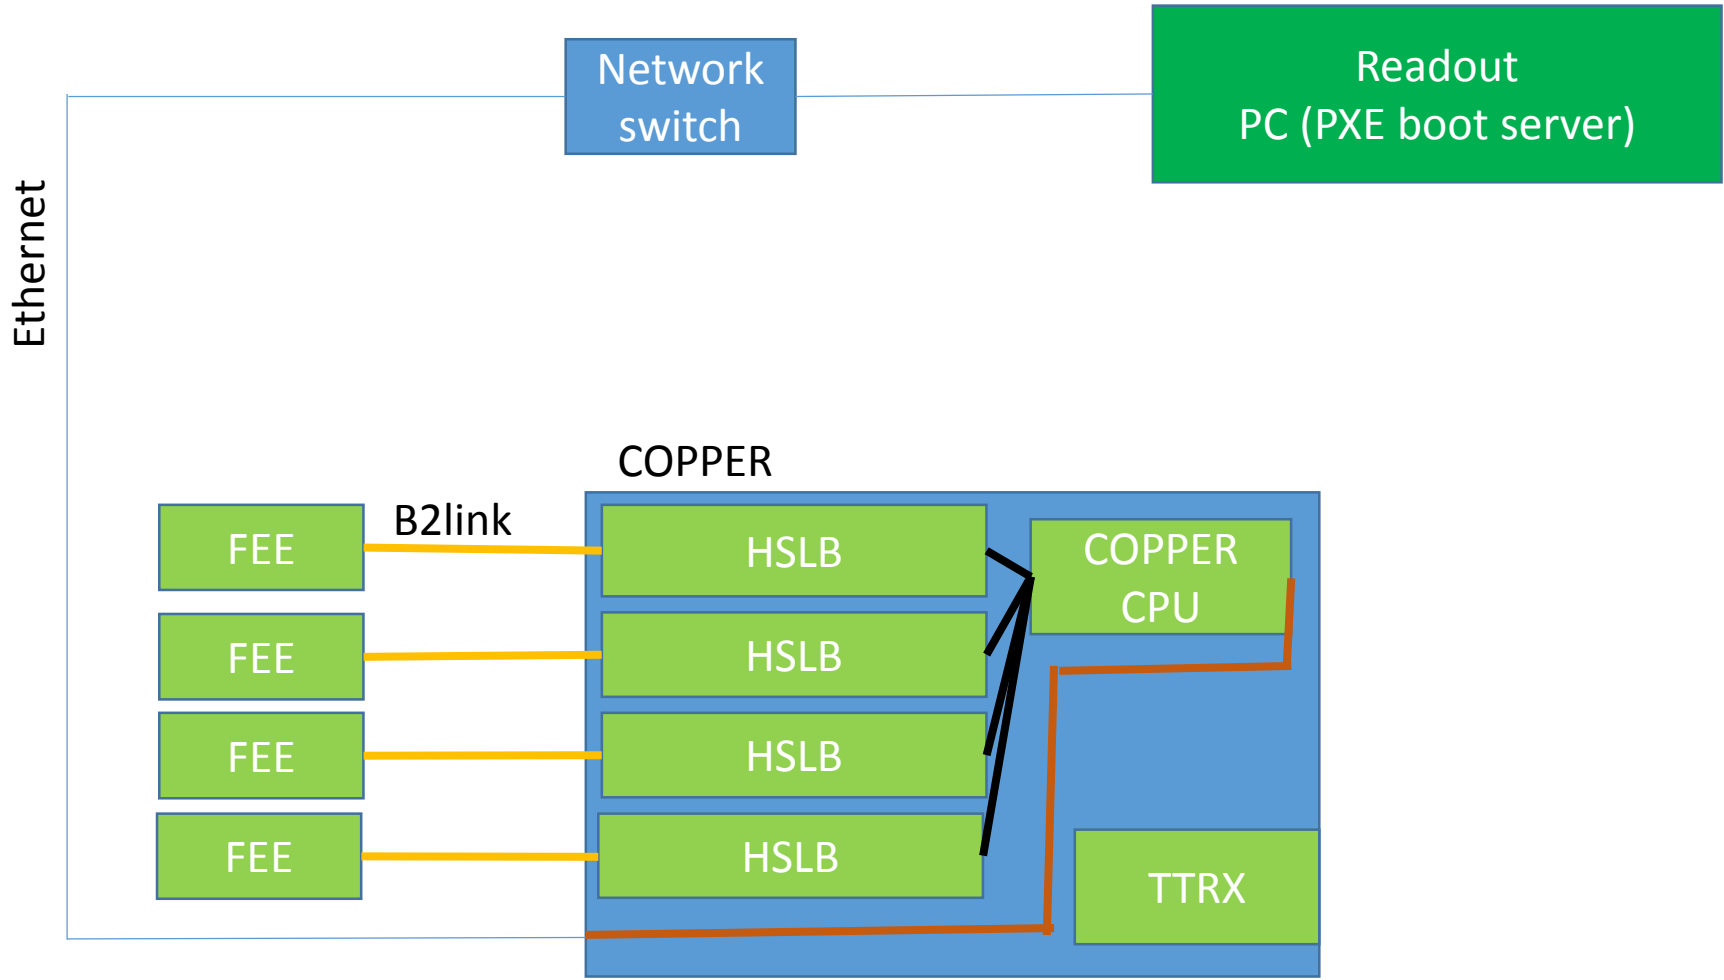 Network
switch
Readout
PC (PXE boot server)
Ethernet
COPPER
B2link
FEE
HSLB
COPPER
CPU
FEE
HSLB
FEE
HSLB
FEE
HSLB
TTRX